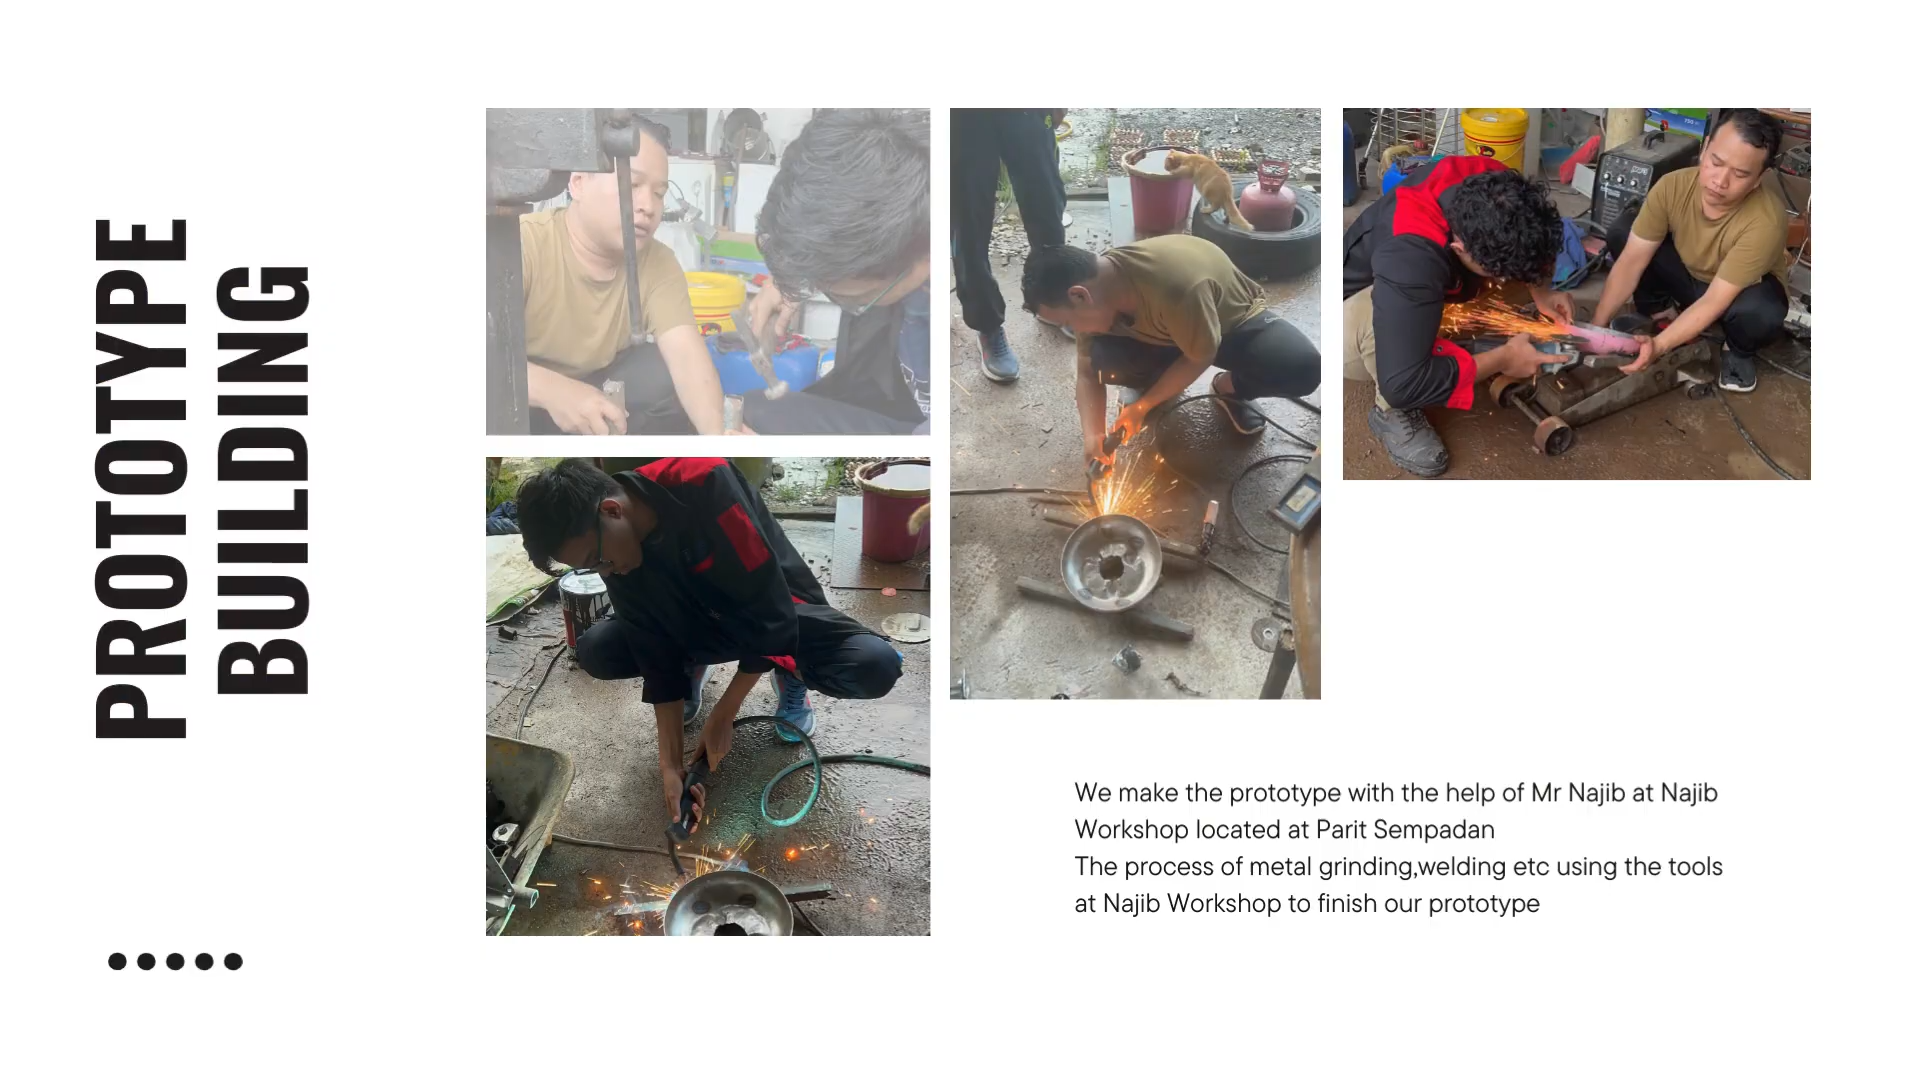 PROTOTYPE
BUILDING
We make the prototype with the help of Mr Najib at Najib
Workshop located at Parit Sempadan
The process of metal grinding,welding etc using the tools
at Najib Workshop to finish our prototype